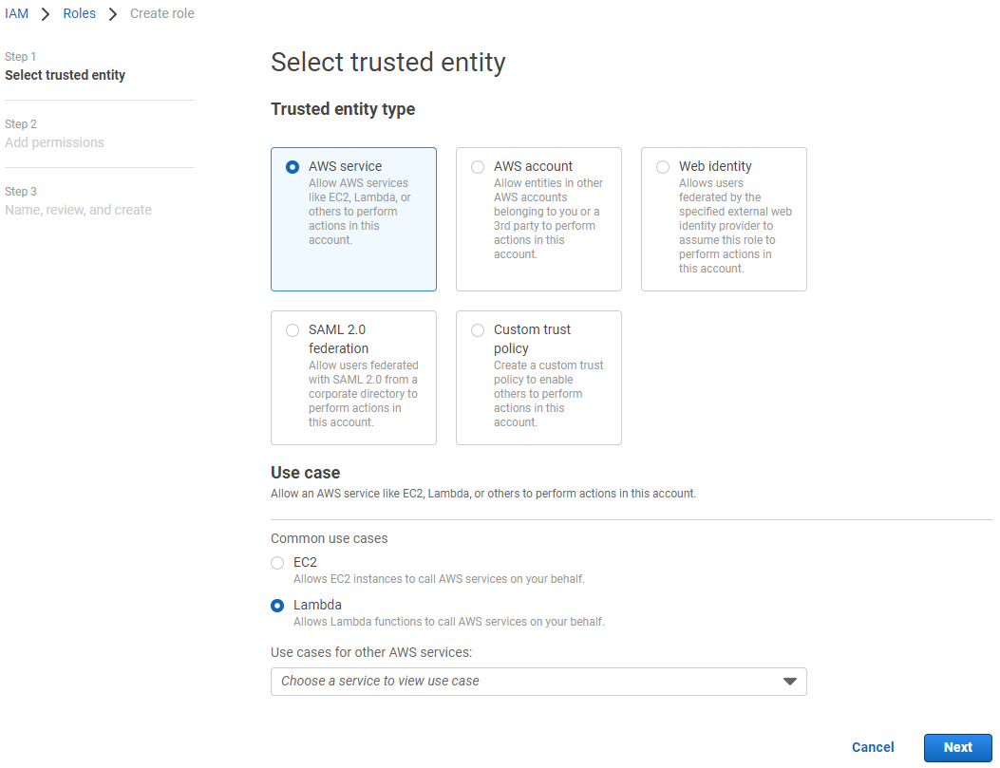 IAM > Roles > Create role
Step 1
Select trusted entity
Step 2
Add permissions
Step 3
Name, review, and create
Select trusted entity
Trusted entity type
AWS service
Allow AWS services
like EC2, Lambda, or
others to perform
actions in this
account.
AWS account
Allow entities in other
AWS accounts
belonging to you or a
3rd party to perform
actions in this
account.
Web identity
Allows users
federated by the
specified external web
identity provider to
assume this role to
perform actions in
this account.
SAML 2.0
federation
Allow users federated
with SAML 2.0 from a
corporate directory to
perform actions in
this account.
Custom trust
policy
Create a custom trust
policy to enable
others to perform
actions in this
account.
Use case
Allow an AWS service like EC2, Lambda, or others to perform actions in this account.
Common use cases
EC2
Allows EC2 instances to call AWS services on your behalf.
Lambda
Allows Lambda functions to call AWS services on your behalf.
Use cases for other AWS services:
Choose a service to view use case
Cancel
Next